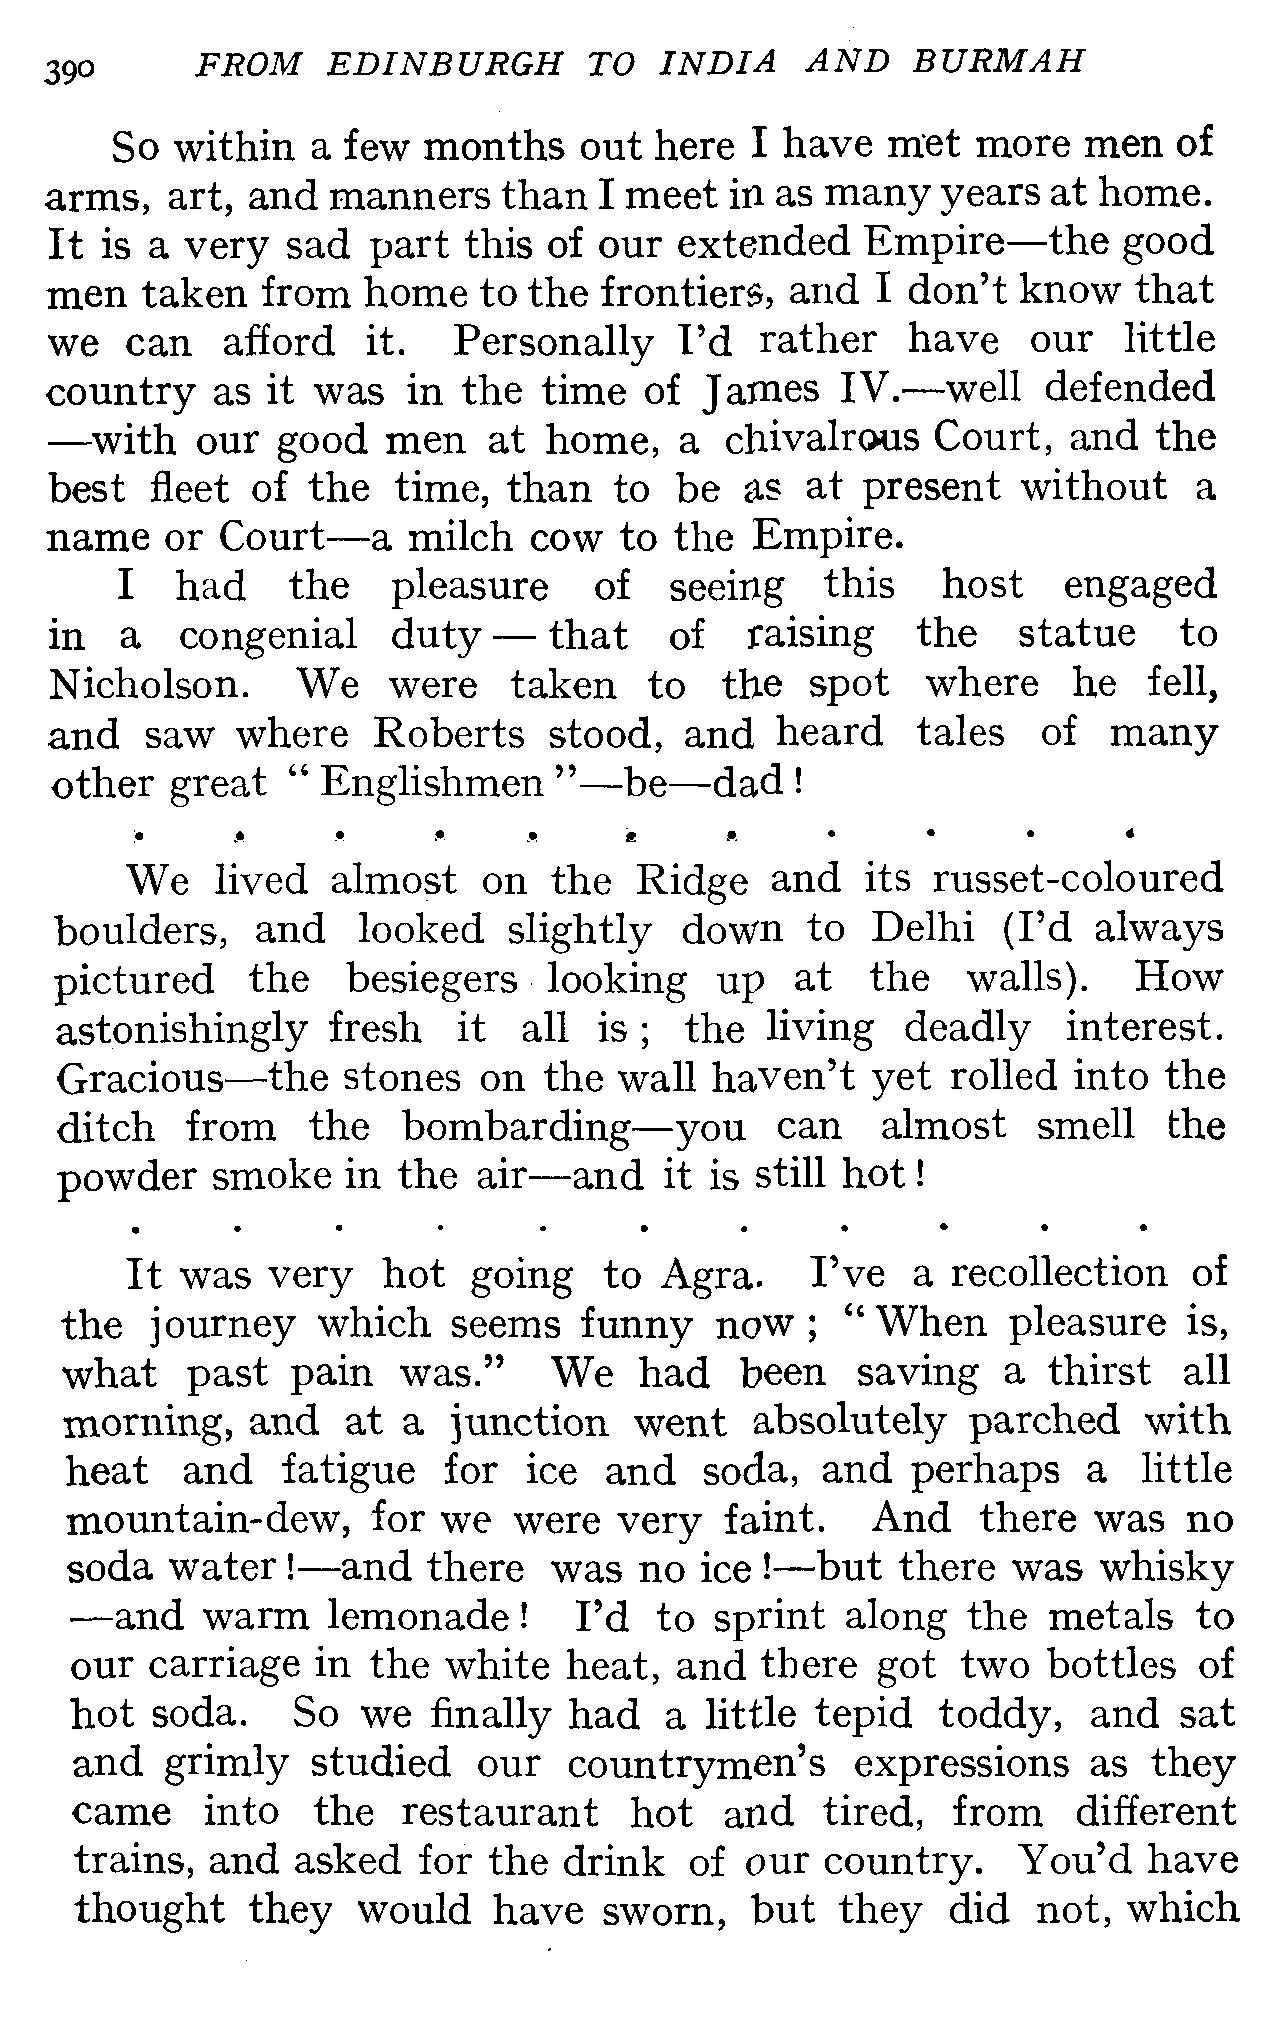 390 FROM EDINBURGH TO INDIA AND BURMAH
So within a few months out here I have met more men of
arms, art, and manners than I meet in as many years at home.
It is a very sad part this of our extended Empire—the good
men taken from home to the frontiers, and I don't know that
we can afford it. Personally I'd rather have our little
country as it was in the time of James IV.—well defended
—with our good men at home, a chivalrous Court, and the
best fleet of the time, than to be as at present without a
name or Court—a milch cow to the Empire.
I had the pleasure of seeing this host engaged
in a congenial duty — that of raising the statue to
Nicholson. We were taken to the spot where he fell,
and saw where Roberts stood, and heard tales of many
other great " Englishmen "—be—dad !
. . . . . . . . . . .
We lived almost on the Ridge and its russet-coloured
boulders, and looked slightly down to Delhi (I'd always
pictured the besiegers looking up at the walls). How
astonishingly fresh it all is ; the living deadly interest.
Gracious—the stones on the wall haven't yet rolled into the
ditch from the bombarding—you can almost smell the
powder smoke in the air—and it is still hot !
. . . . . . . . . . .
It was very hot going to Agra. I've a recollection of
the journey which seems funny now ; " When pleasure is,
what past pain was." We had been saving a thirst all
morning, and at a junction went absolutely parched with
heat and fatigue for ice and soda, and perhaps a little
mountain-dew, for we were very faint. And there was no
soda water !—and there was no ice !—but there was whisky
—and warm lemonade ! I'd to sprint along the metals to
our carriage in the white heat, and there got two bottles of
hot soda. So we finally had a little tepid toddy, and sat
and grimly studied our countrymen's expressions as they
came into the restaurant hot and tired, from different
trains, and asked for the drink of our country. You'd have
thought they would have sworn, but they did not, which